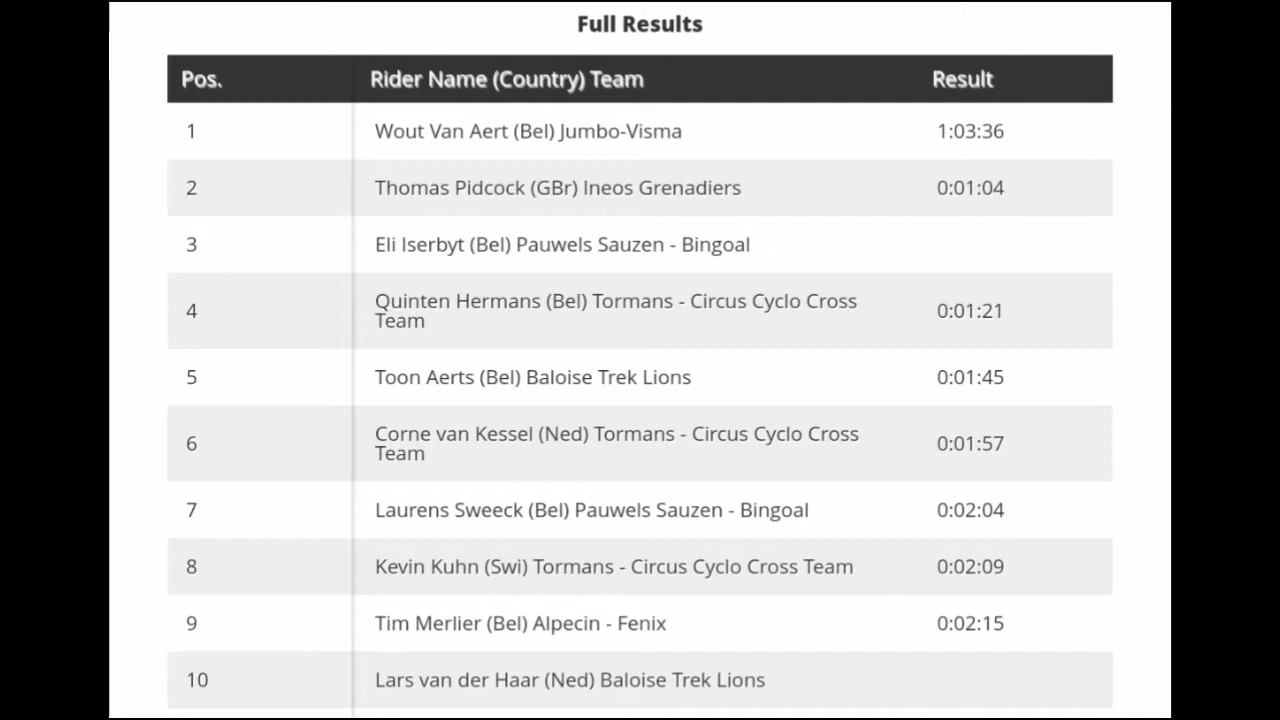 Full Results
Pos. Rider Name (Country) Team Result
1 Wout Van Aert (Bel) Jumbo-Visma 1:03:36
2 Thomas Pidcock (GBr) Ineos Grenadiers 0:01:04
3 Eli Iserbyt (Bel) Pauwels Sauzen - Bingoal
4 Quinten Hermans (Bel) Tormans - Circus Cyclo Cross
Team 0:01:21
5 Toon Aerts (Bel) Baloise Trek Lions 0:01:45
6 Corne van Kessel (Ned) Tormans - Circus Cyclo Cross
Team 0:01:57
7 Laurens Sweeck (Bel) Pauwels Sauzen - Bingoal 0:02:04
8 Kevin Kuhn (Swi) Tormans - Circus Cyclo Cross Team 0:02:09
9 Tim Merlier (Bel) Alpecin - Fenix 0:02:15
10 Lars van der Haar (Ned) Baloise Trek Lions